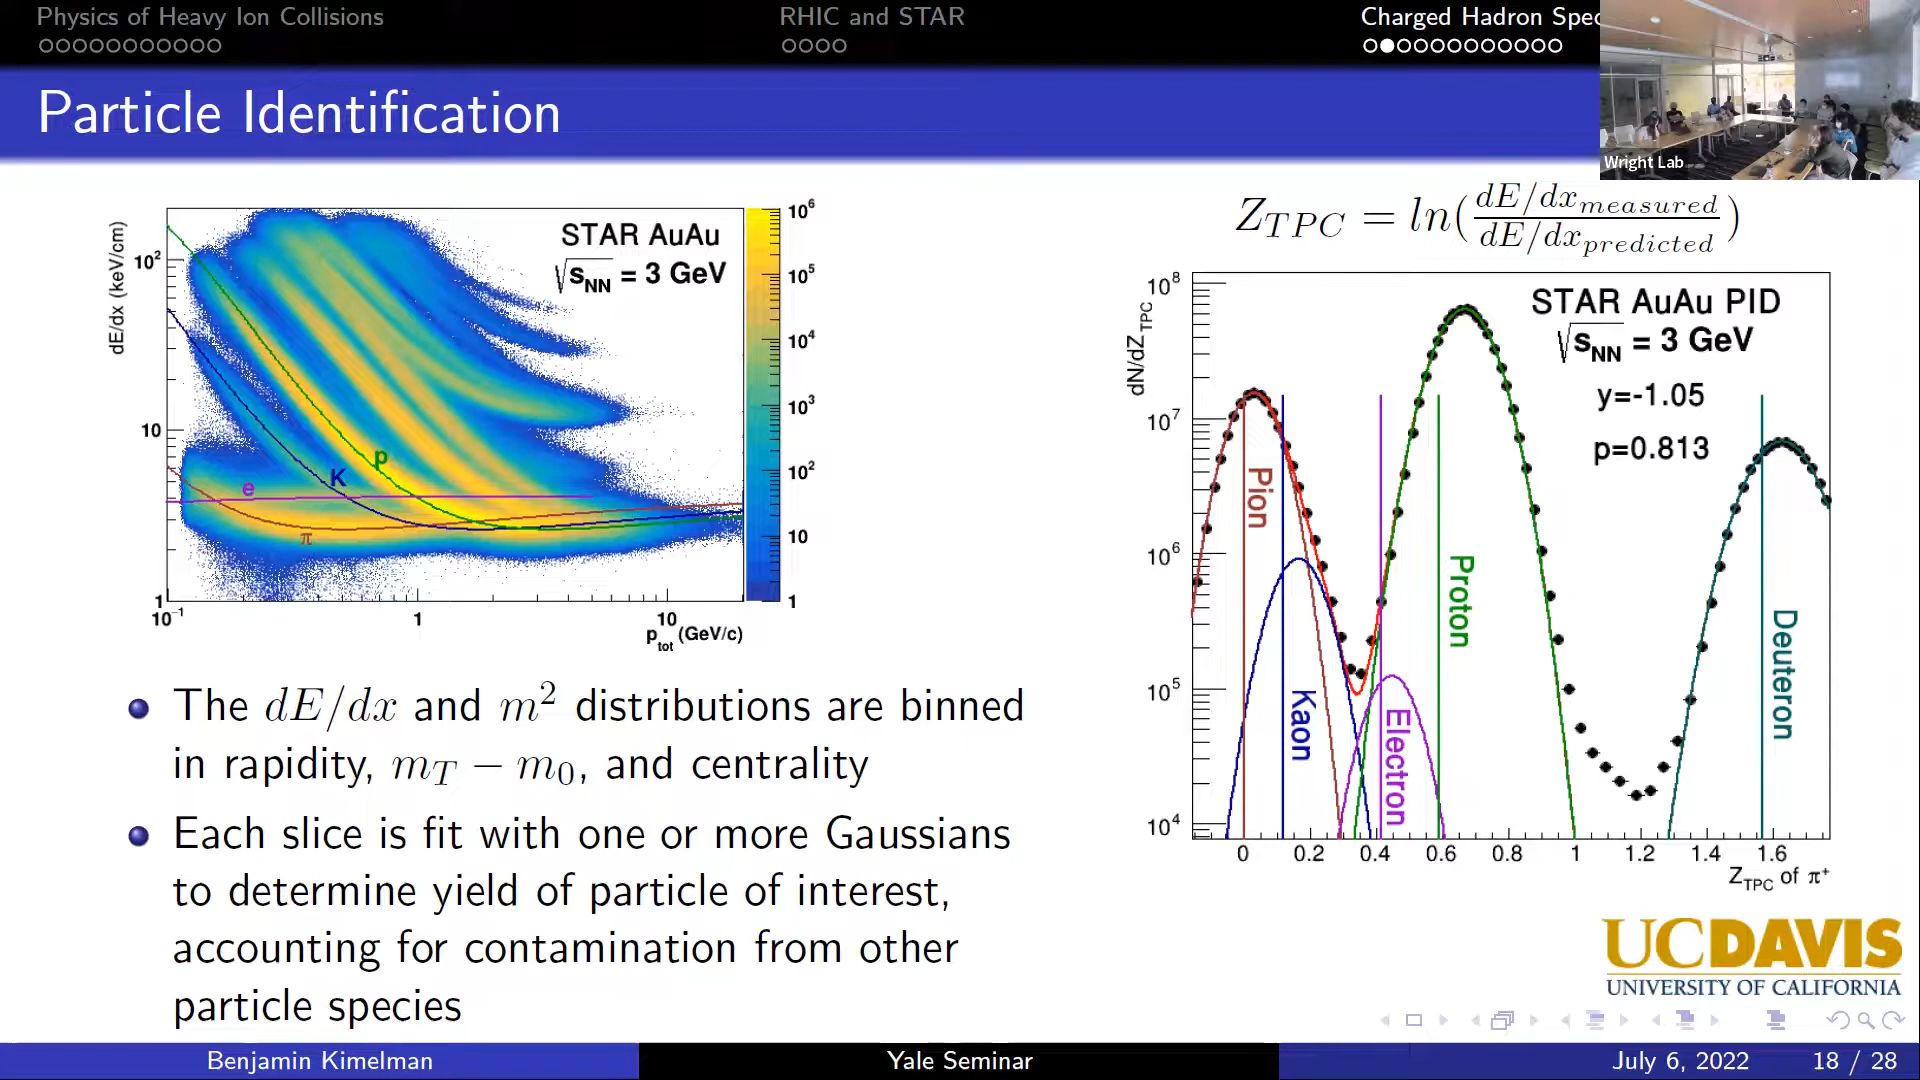 Physics of Heavy Ion Collisions
RHIC and STAR
Charged Hadron Spec
Wright Lab
Particle Identification
dE/dx (keV/cm)
STAR AuAu
√sNN = 3 GeV
10²
10
1
e
K
p
π
10⁻¹ 1 10
ptot (GeV/c)
10⁶
10⁵
10⁴
10³
10²
10
1
Z_TPC = ln(dE/dx_measured / dE/dx_predicted)
dN/dZTPC
STAR AuAu PID
√sNN = 3 GeV
y=-1.05
p=0.813
10⁸
10⁷
10⁶
10⁵
10⁴
Pion
Kaon
Electron
Proton
Deuteron
0 0.2 0.4 0.6 0.8 1 1.2 1.4 1.6
ZTPC of π⁺
The dE/dx and m² distributions are binned
in rapidity, m_T − m_0, and centrality
Each slice is fit with one or more Gaussians
to determine yield of particle of interest,
accounting for contamination from other
particle species
UCDAVIS
UNIVERSITY OF CALIFORNIA
Benjamin Kimelman
Yale Seminar
July 6, 2022 18 / 28